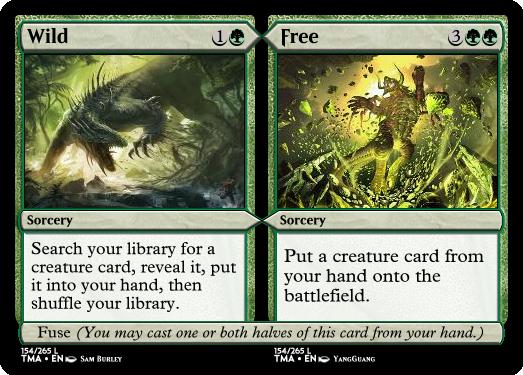 Wild 1
Sorcery
Search your library for a
creature card, reveal it, put
it into your hand, then
shuffle your library.
Free 3
Sorcery
Put a creature card from
your hand onto the
battlefield.
Fuse (You may cast one or both halves of this card from your hand.)
154/265 L
TMA • EN SAM BURLEY
154/265 L
TMA • EN YANGGUANG